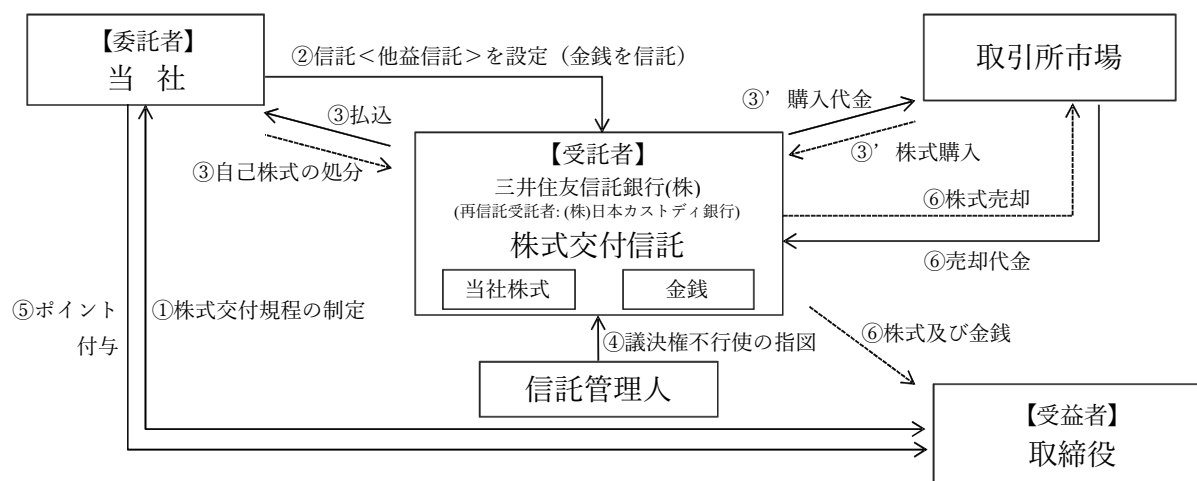 【委託者】
当 社
②信託＜他益信託＞を設定（金銭を信託）
取引所市場
③払込
③自己株式の処分
③’ 購入代金
③’ 株式購入
【受託者】
三井住友信託銀行(株)
(再信託受託者: (株)日本カストディ銀行)
株式交付信託
当社株式
金銭
⑥株式売却
⑥売却代金
⑤ポイント
付与
①株式交付規程の制定
④議決権不行使の指図
⑥株式及び金銭
信託管理人
【受益者】
取締役